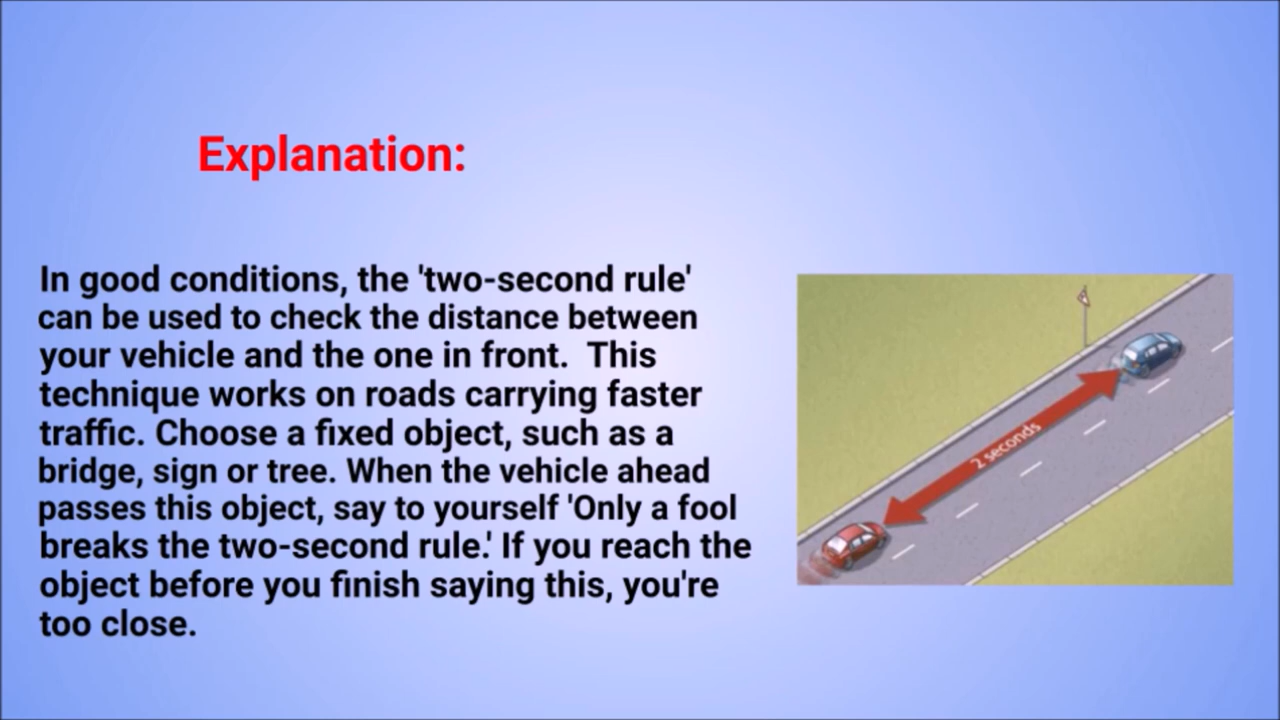 Explanation:
In good conditions, the 'two-second rule'
can be used to check the distance between
your vehicle and the one in front.  This
technique works on roads carrying faster
traffic. Choose a fixed object, such as a
bridge, sign or tree. When the vehicle ahead
passes this object, say to yourself 'Only a fool
breaks the two-second rule.' If you reach the
object before you finish saying this, you're
too close.
2 seconds